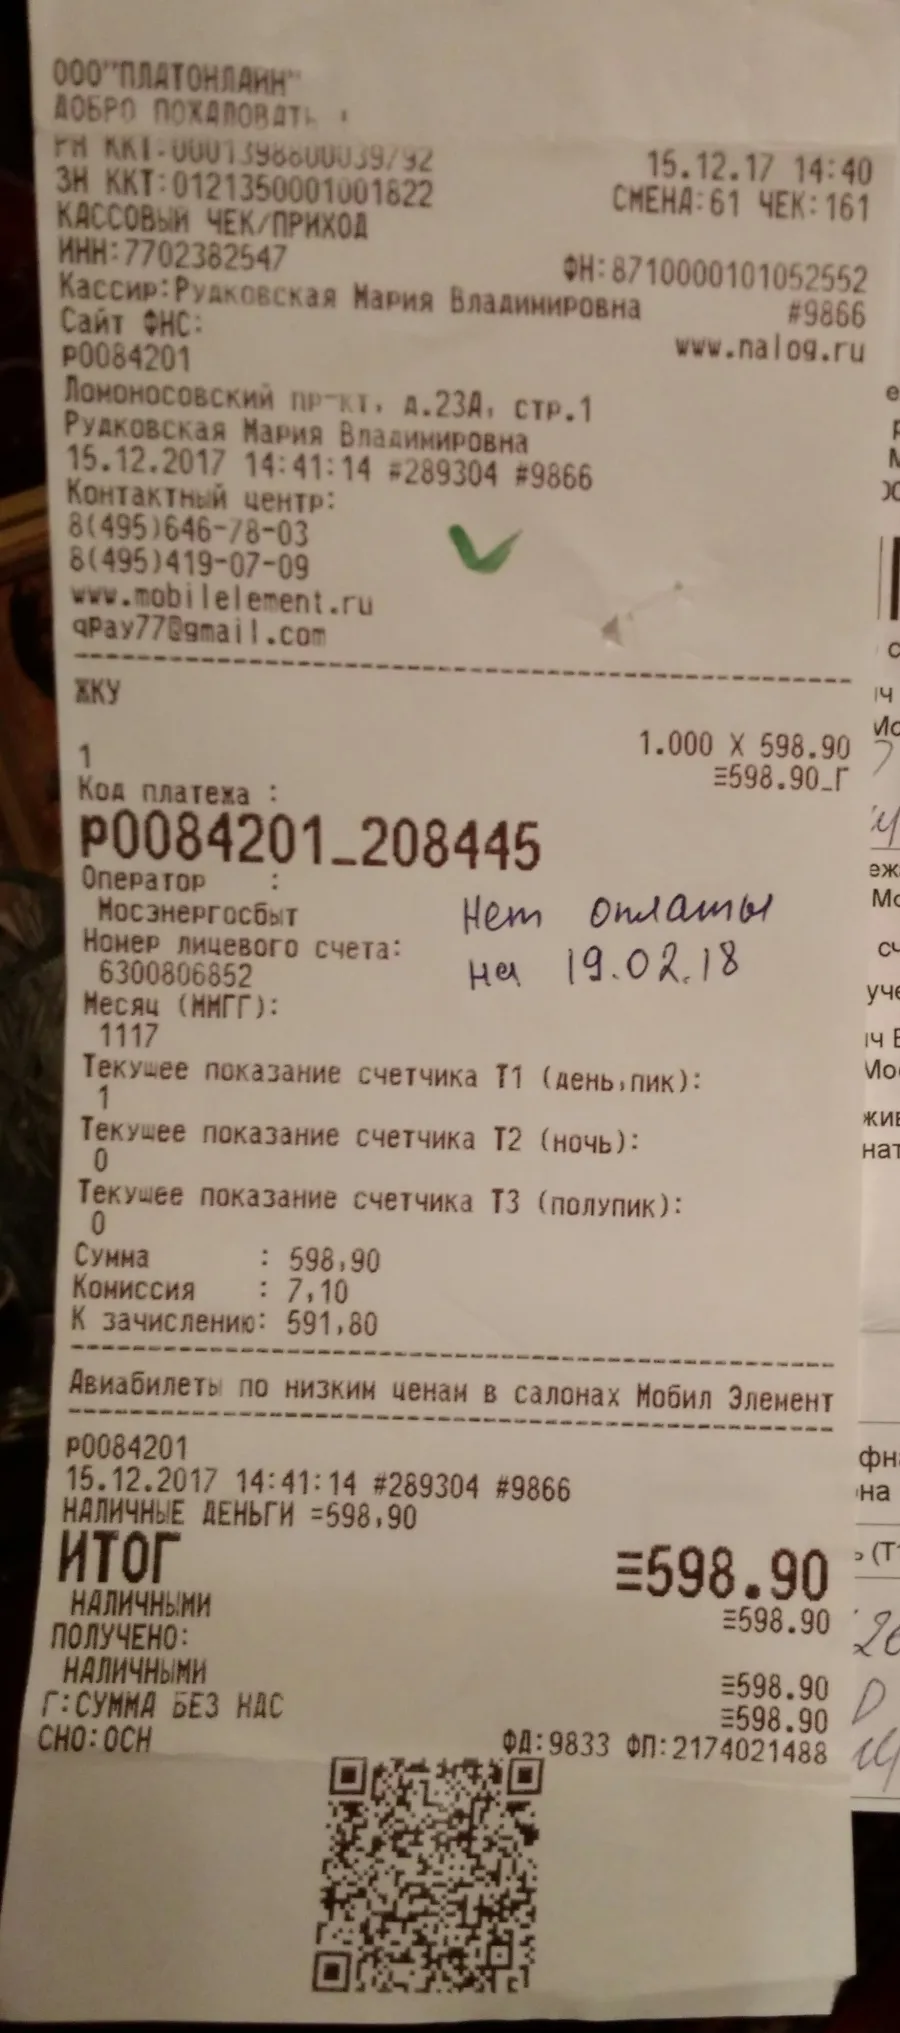 ООО"ПЛАТОНЛАЙН"
ДОБРО ПОЖАЛОВАТЬ !
РН ККТ:0001398800039792 15.12.17 14:40
ЗН ККТ:01213500010018​22 СМЕНА:61 ЧЕК:161
КАССОВЫЙ ЧЕК/ПРИХОД
ИНН:7702382547 ФН:8710000101052552
Кассир:Рудковская Мария Владимировна #9866
Сайт ФНС: www.nalog.ru
P0084201
Ломоносовский пр-кт, д.23А, стр.1
Рудковская Мария Владимировна
15.12.2017 14:41:14 #289304 #9866
Контактный центр:
8(495)646-78-03
8(495)419-07-09
www.mobilelement.ru
qPay77@gmail.com
ЖКУ
1.000 X 598.90
1 ≡598.90_Г
Код платежа :
P0084201_208445
Оператор :
Мосэнергосбыт
Нет оплаты
Номер лицевого счета:
6300806852
на 19.02.18
Месяц (ММГГ):
1117
Текущее показание счетчика Т1 (день,пик):
1
Текущее показание счетчика Т2 (ночь):
0
Текущее показание счетчика Т3 (полупик):
0
Сумма : 598,90
Комиссия : 7,10
К зачислению: 591,80
Авиабилеты по низким ценам в салонах Мобил Элемент
P0084201
15.12.2017 14:41:14 #289304 #9866
НАЛИЧНЫЕ ДЕНЬГИ =598,90
ИТОГ ≡598.90
НАЛИЧНЫМИ ≡598.90
ПОЛУЧЕНО:
НАЛИЧНЫМИ ≡598.90
Г:СУММА БЕЗ НДС ≡598.90
СНО:ОСН ФД:9833 ФП:2174021488